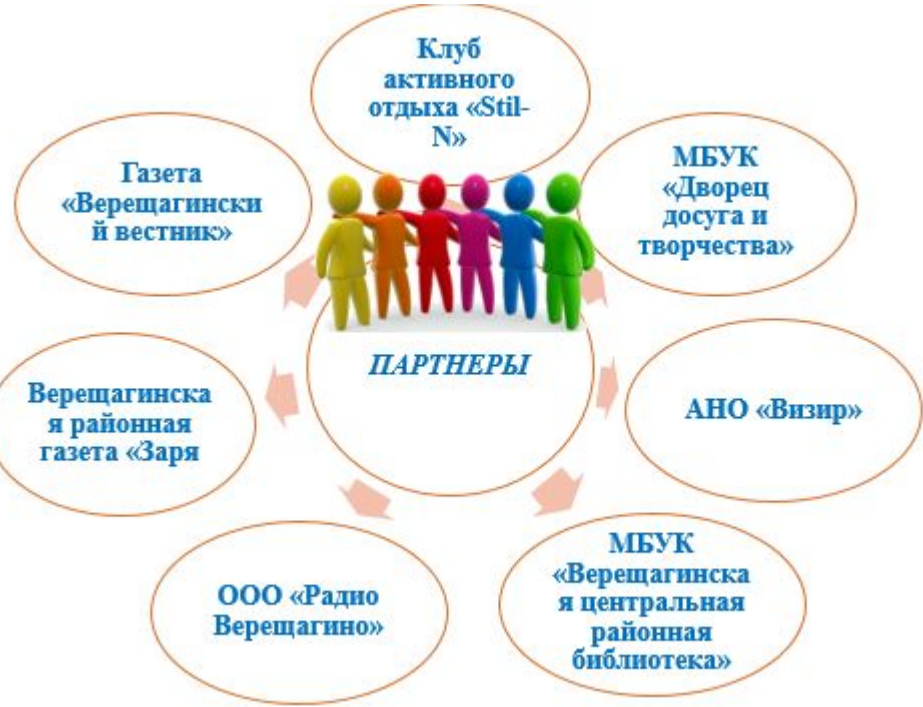 Клуб
активного
отдыха «Stil-
N»
Газета
«Верещагински
й вестник»
МБУК
«Дворец
досуга и
творчества»
ПАРТНЕРЫ
Верещагинска
я районная
газета «Заря
АНО «Визир»
ООО «Радио
Верещагино»
МБУК
«Верещагинска
я центральная
районная
библиотека»